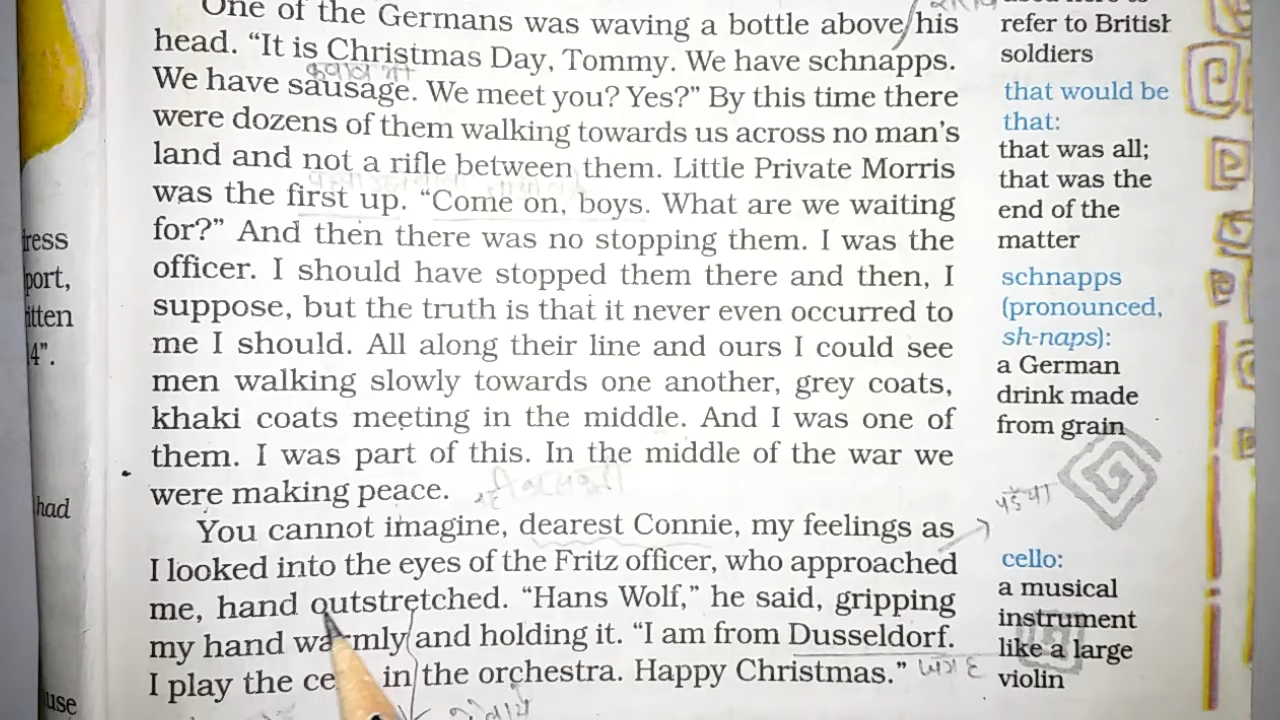 One of the Germans was waving a bottle above his
head. “It is Christmas Day, Tommy. We have schnapps.
We have sausage. We meet you? Yes?” By this time there
were dozens of them walking towards us across no man’s
land and not a rifle between them. Little Private Morris
was the first up. “Come on, boys. What are we waiting
for?” And then there was no stopping them. I was the
officer. I should have stopped them there and then, I
suppose, but the truth is that it never even occurred to
me I should. All along their line and ours I could see
men walking slowly towards one another, grey coats,
khaki coats meeting in the middle. And I was one of
them. I was part of this. In the middle of the war we
were making peace.
You cannot imagine, dearest Connie, my feelings as
I looked into the eyes of the Fritz officer, who approached
me, hand outstretched. “Hans Wolf,” he said, gripping
my hand warmly and holding it. “I am from Dusseldorf.
I play the in the orchestra. Happy Christmas.”
refer to British
soldiers
that would be
that:
that was all;
that was the
end of the
matter
schnapps
(pronounced,
sh-naps):
a German
drink made
from grain
cello:
a musical
instrument
like a large
violin
ress
port,
itten
4”.
had
use